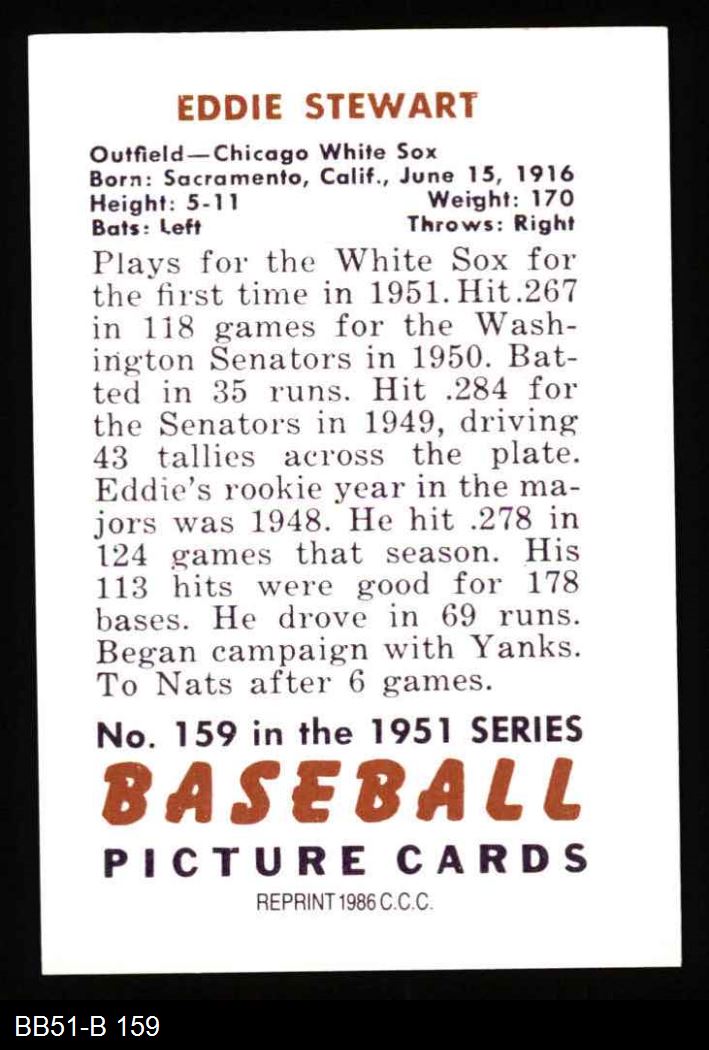 EDDIE STEWART
Outfield—Chicago White Sox
Born: Sacramento, Calif., June 15, 1916
Height: 5-11 Weight: 170
Bats: Left Throws: Right
Plays for the White Sox for
the first time in 1951. Hit .267
in 118 games for the Wash-
ington Senators in 1950. Bat-
ted in 35 runs. Hit .284 for
the Senators in 1949, driving
43 tallies across the plate.
Eddie's rookie year in the ma-
jors was 1948. He hit .278 in
124 games that season. His
113 hits were good for 178
bases. He drove in 69 runs.
Began campaign with Yanks.
To Nats after 6 games.
No. 159 in the 1951 SERIES
BASEBALL
PICTURE CARDS
REPRINT 1986 C.C.C.
BB51-B 159